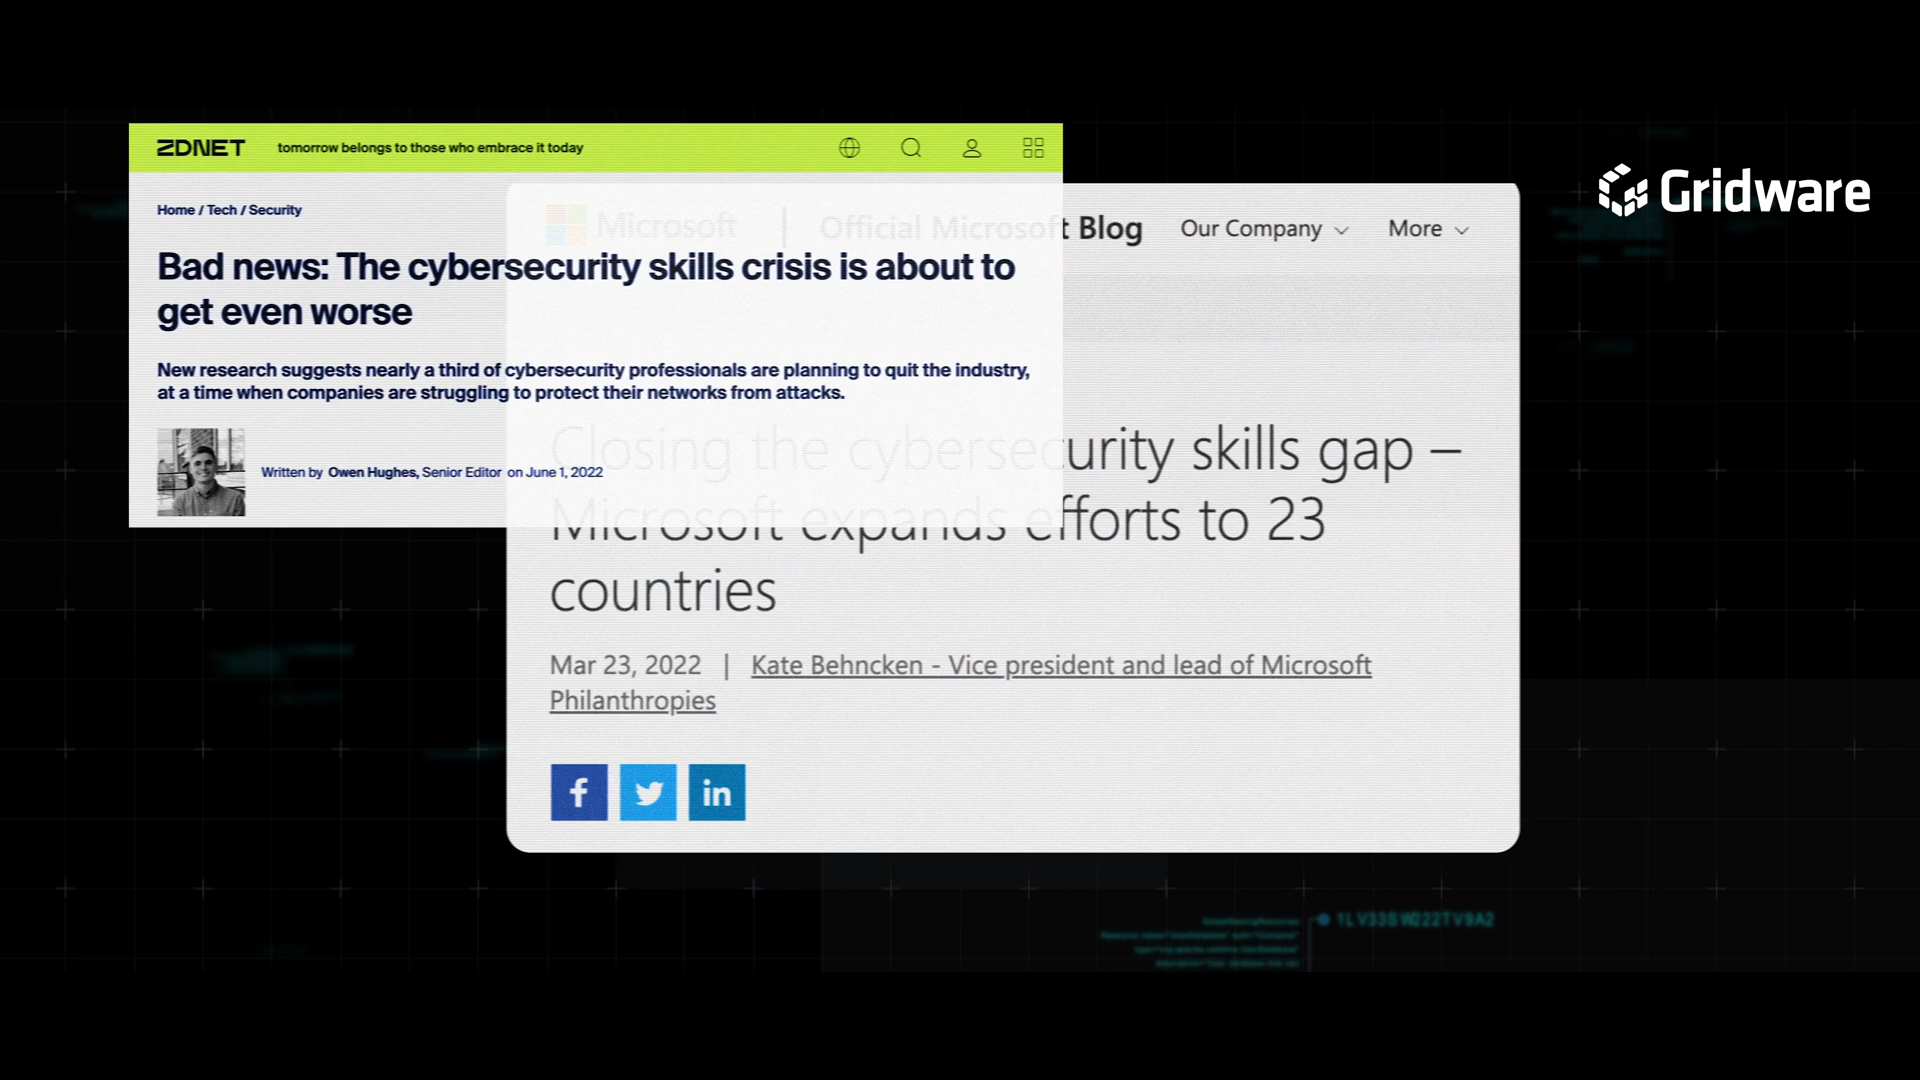 ZDNET tomorrow belongs to those who embrace it today
Home / Tech / Security
Bad news: The cybersecurity skills crisis is about to
get even worse
New research suggests nearly a third of cybersecurity professionals are planning to quit the industry,
at a time when companies are struggling to protect their networks from attacks.
Written by Owen Hughes, Senior Editor on June 1, 2022
Microsoft | Official Microsoft Blog Our Company More
Closing the cybersecurity skills gap –
Microsoft expands efforts to 23
countries
Mar 23, 2022 | Kate Behncken - Vice president and lead of Microsoft
Philanthropies
Gridware
1LV33SW222TV9A2